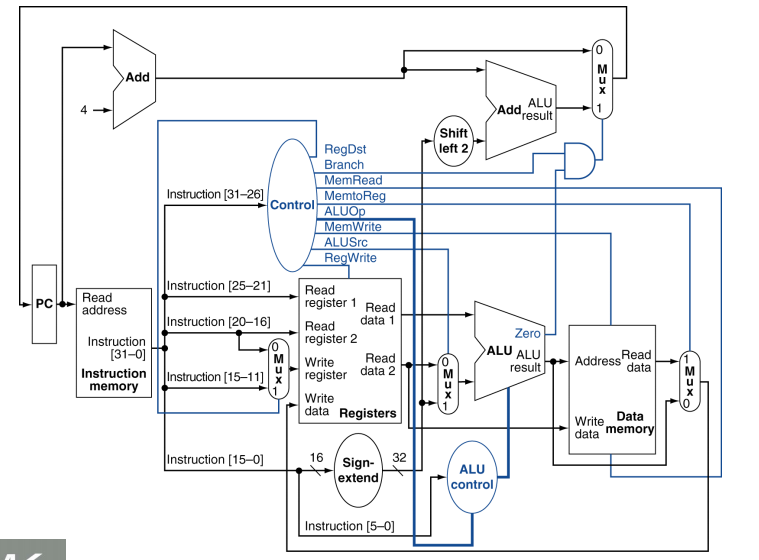 0
M
u
x
1
Add
4
Add
ALU
result
Shift
left 2
RegDst
Branch
MemRead
MemtoReg
ALUOp
MemWrite
ALUSrc
RegWrite
Control
Instruction [31–26]
Instruction [25–21]
Instruction [20–16]
Instruction [15–11]
Instruction [15–0]
Instruction [5–0]
PC
Read
address
Instruction
[31–0]
Instruction
memory
0
M
u
x
1
Read
register 1
Read
register 2
Write
register
Write
data
Read
data 1
Read
data 2
Registers
0
M
u
x
1
Zero
ALU
ALU
result
Address
Read
data
Write
data
Data
memory
1
M
u
x
0
16
Sign-
extend
32
ALU
control